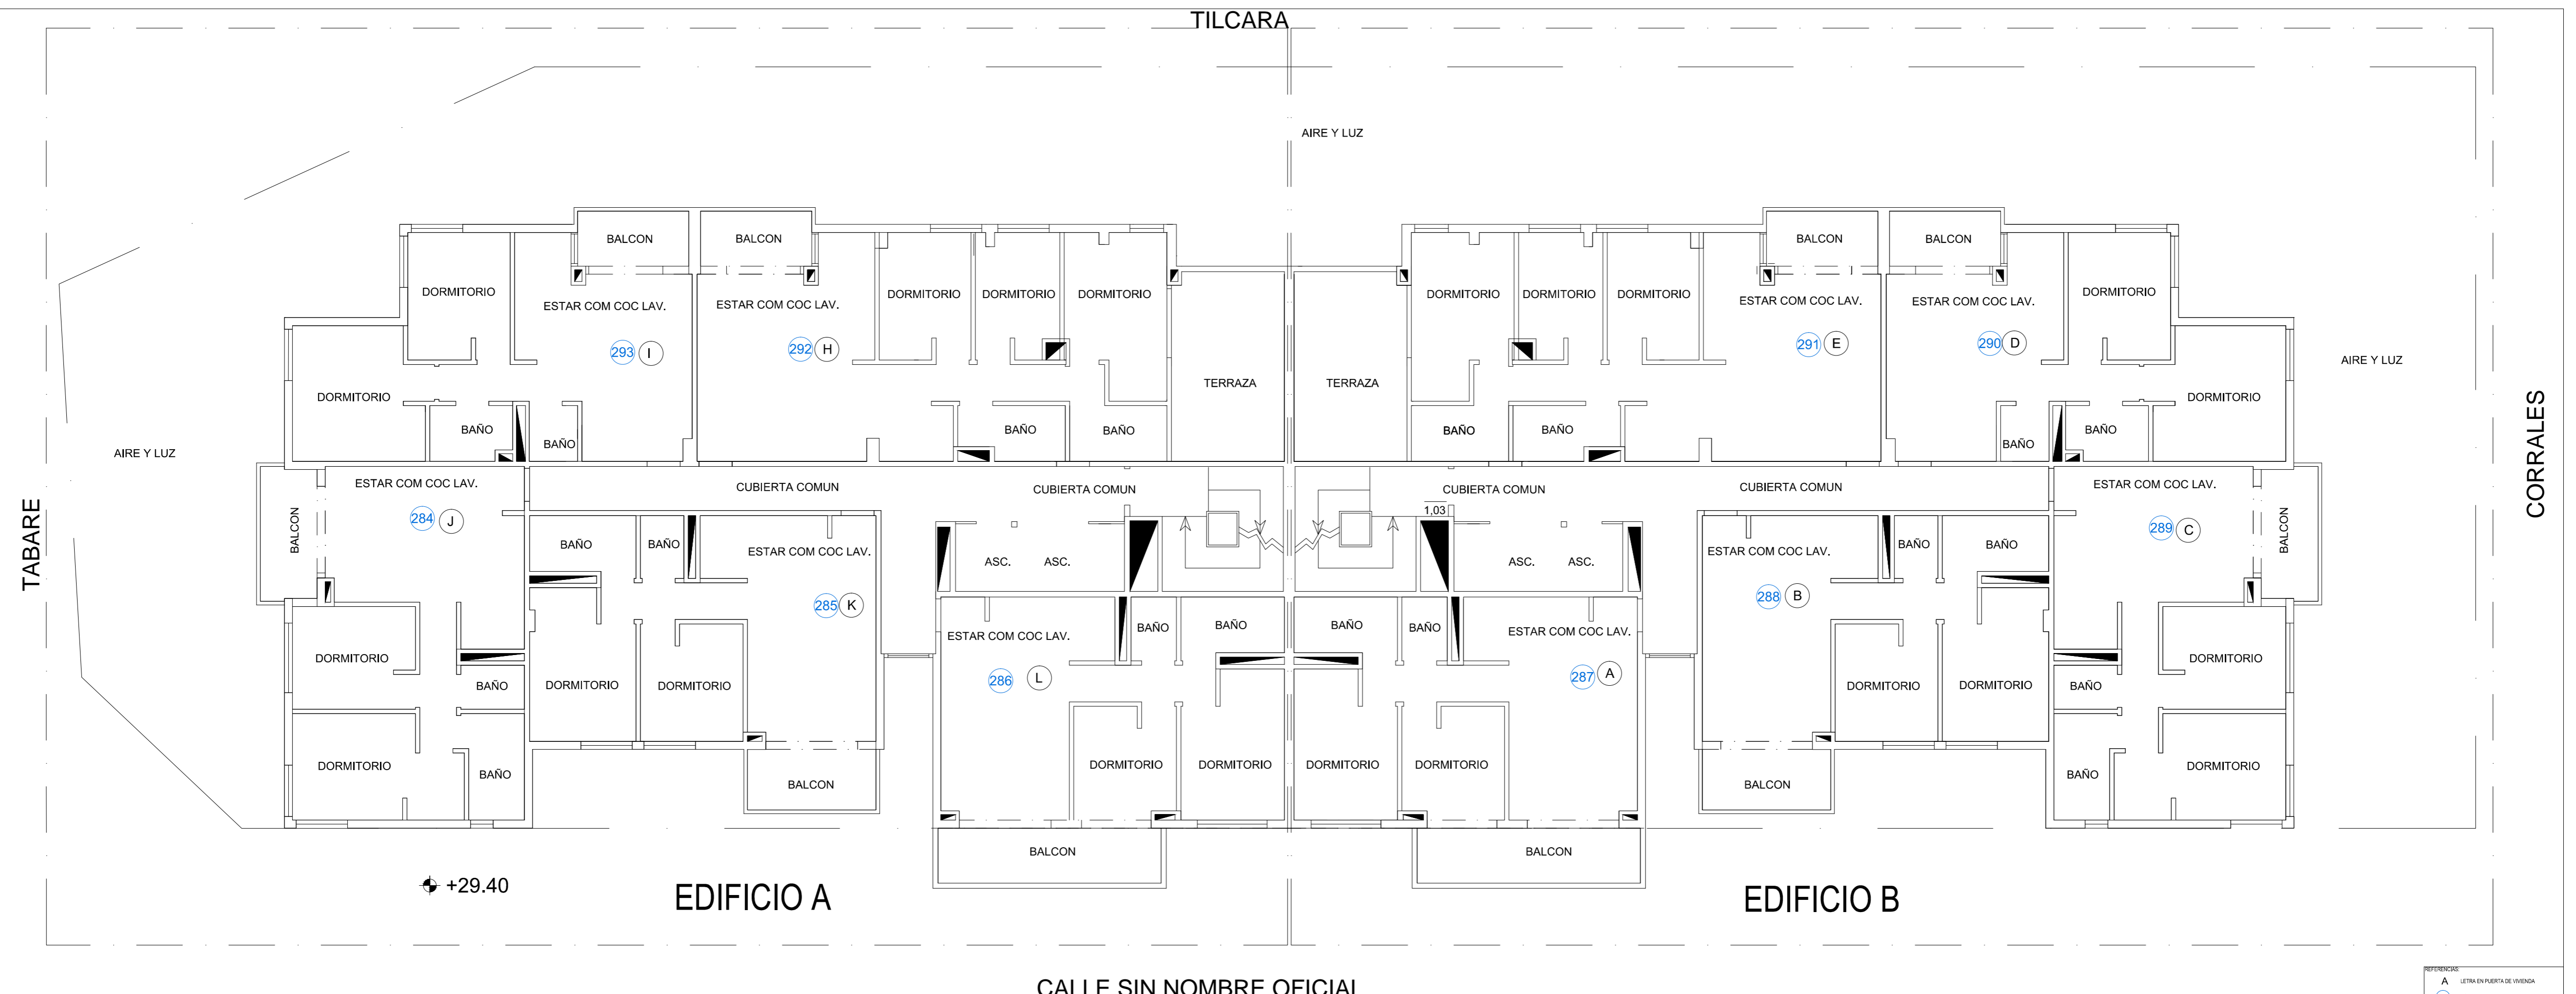 TILCARA
AIRE Y LUZ
BALCON
BALCON
BALCON
BALCON
DORMITORIO
ESTAR COM COC LAV.
ESTAR COM COC LAV.
DORMITORIO
DORMITORIO
DORMITORIO
DORMITORIO
DORMITORIO
DORMITORIO
ESTAR COM COC LAV.
ESTAR COM COC LAV.
DORMITORIO
293 I
292 H
291 E
290 D
AIRE Y LUZ
DORMITORIO
TERRAZA
TERRAZA
DORMITORIO
BAÑO
BAÑO
BAÑO
BAÑO
BAÑO
BAÑO
BAÑO
BAÑO
AIRE Y LUZ
CORRALES
TABARE
ESTAR COM COC LAV.
CUBIERTA COMUN
CUBIERTA COMUN
CUBIERTA COMUN
CUBIERTA COMUN
ESTAR COM COC LAV.
284 J
BALCON
1,03
289 C
BALCON
BAÑO
BAÑO
ESTAR COM COC LAV.
ASC.
ASC.
ASC.
ASC.
ESTAR COM COC LAV.
BAÑO
BAÑO
285 K
288 B
ESTAR COM COC LAV.
BAÑO
BAÑO
BAÑO
BAÑO
ESTAR COM COC LAV.
DORMITORIO
DORMITORIO
BAÑO
DORMITORIO
DORMITORIO
286 L
287 A
DORMITORIO
DORMITORIO
BAÑO
DORMITORIO
BAÑO
BALCON
DORMITORIO
DORMITORIO
DORMITORIO
DORMITORIO
BALCON
BAÑO
DORMITORIO
BALCON
BALCON
+29.40
EDIFICIO A
EDIFICIO B
CALLE SIN NOMBRE OFICIAL
REFERENCIAS:
A LETRA EN PUERTA DE VIVIENDA